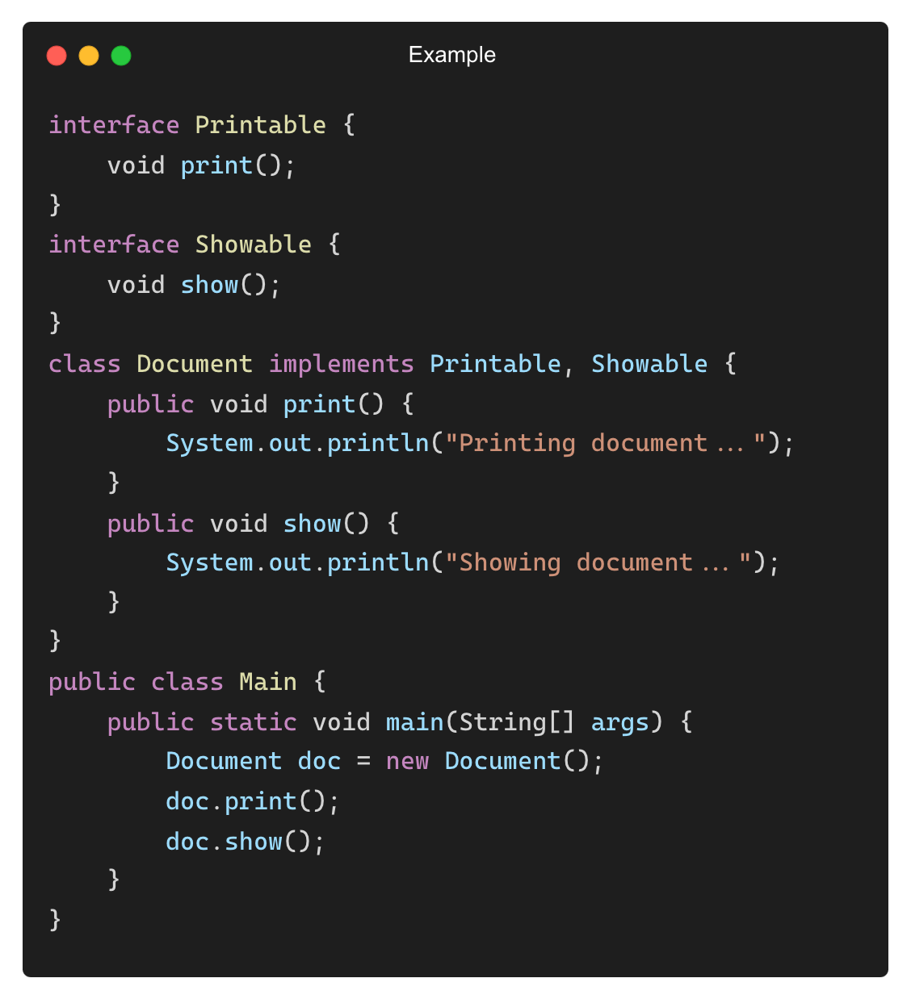 Example
interface Printable {
    void print();
}
interface Showable {
    void show();
}
class Document implements Printable, Showable {
    public void print() {
        System.out.println("Printing document...");
    }
    public void show() {
        System.out.println("Showing document...");
    }
}
public class Main {
    public static void main(String[] args) {
        Document doc = new Document();
        doc.print();
        doc.show();
    }
}